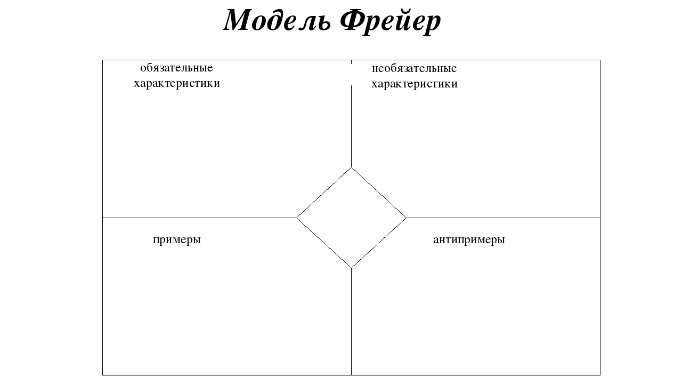 Модель Фрейер
обязательные
характеристики
необязательные
характеристики
примеры
антипримеры